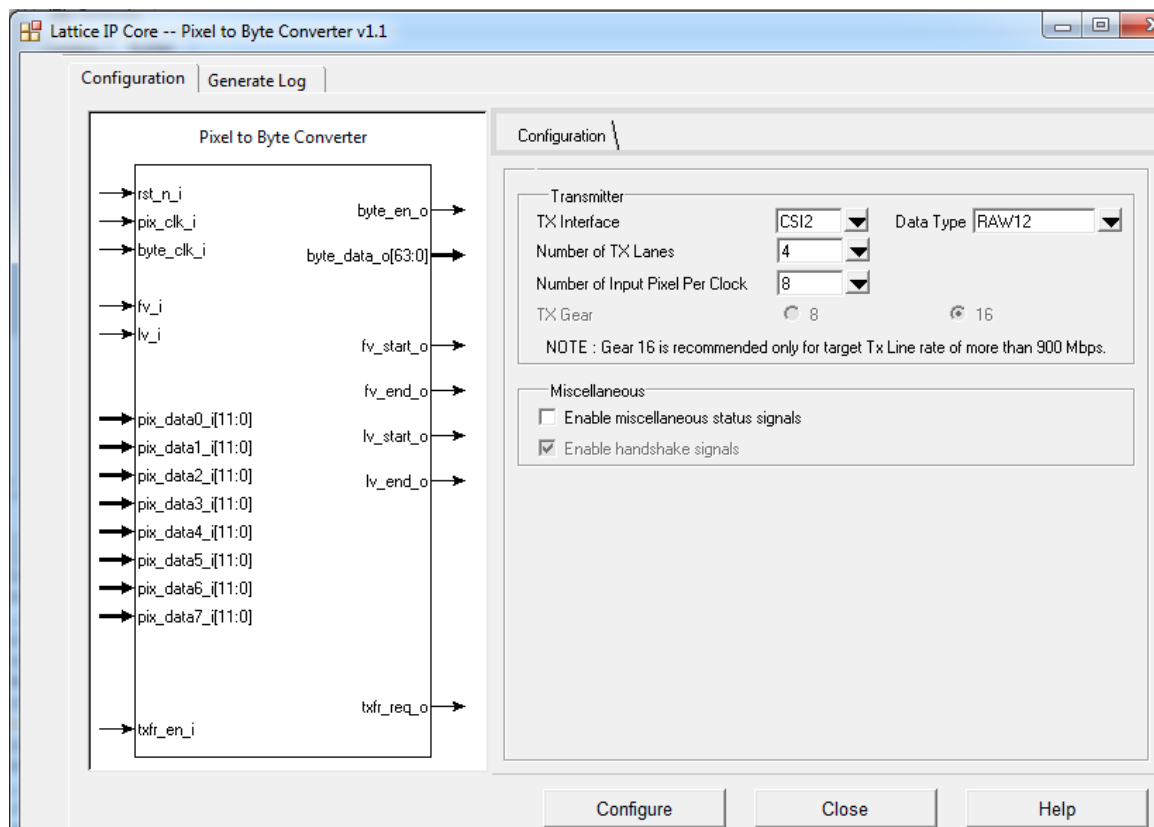 Lattice IP Core -- Pixel to Byte Converter v1.1
Configuration
Generate Log
Pixel to Byte Converter
rst_n_i
pix_clk_i
byte_clk_i
fv_i
lv_i
pix_data0_i[11:0]
pix_data1_i[11:0]
pix_data2_i[11:0]
pix_data3_i[11:0]
pix_data4_i[11:0]
pix_data5_i[11:0]
pix_data6_i[11:0]
pix_data7_i[11:0]
txfr_en_i
byte_en_o
byte_data_o[63:0]
fv_start_o
fv_end_o
lv_start_o
lv_end_o
txfr_req_o
Configuration
Transmitter
TX Interface CSI2 Data Type RAW12
Number of TX Lanes 4
Number of Input Pixel Per Clock 8
TX Gear 8 16
NOTE : Gear 16 is recommended only for target Tx Line rate of more than 900 Mbps.
Miscellaneous
Enable miscellaneous status signals
Enable handshake signals
Configure Close Help